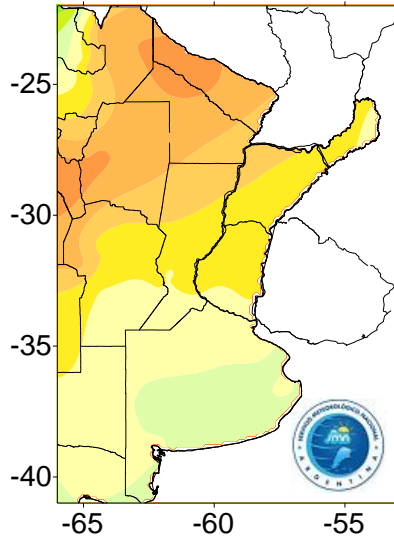 -25
-30
-35
-40
-65
-60
-55
SERVICIO METEOROLÓGICO NACIONAL
smn
ARGENTINA